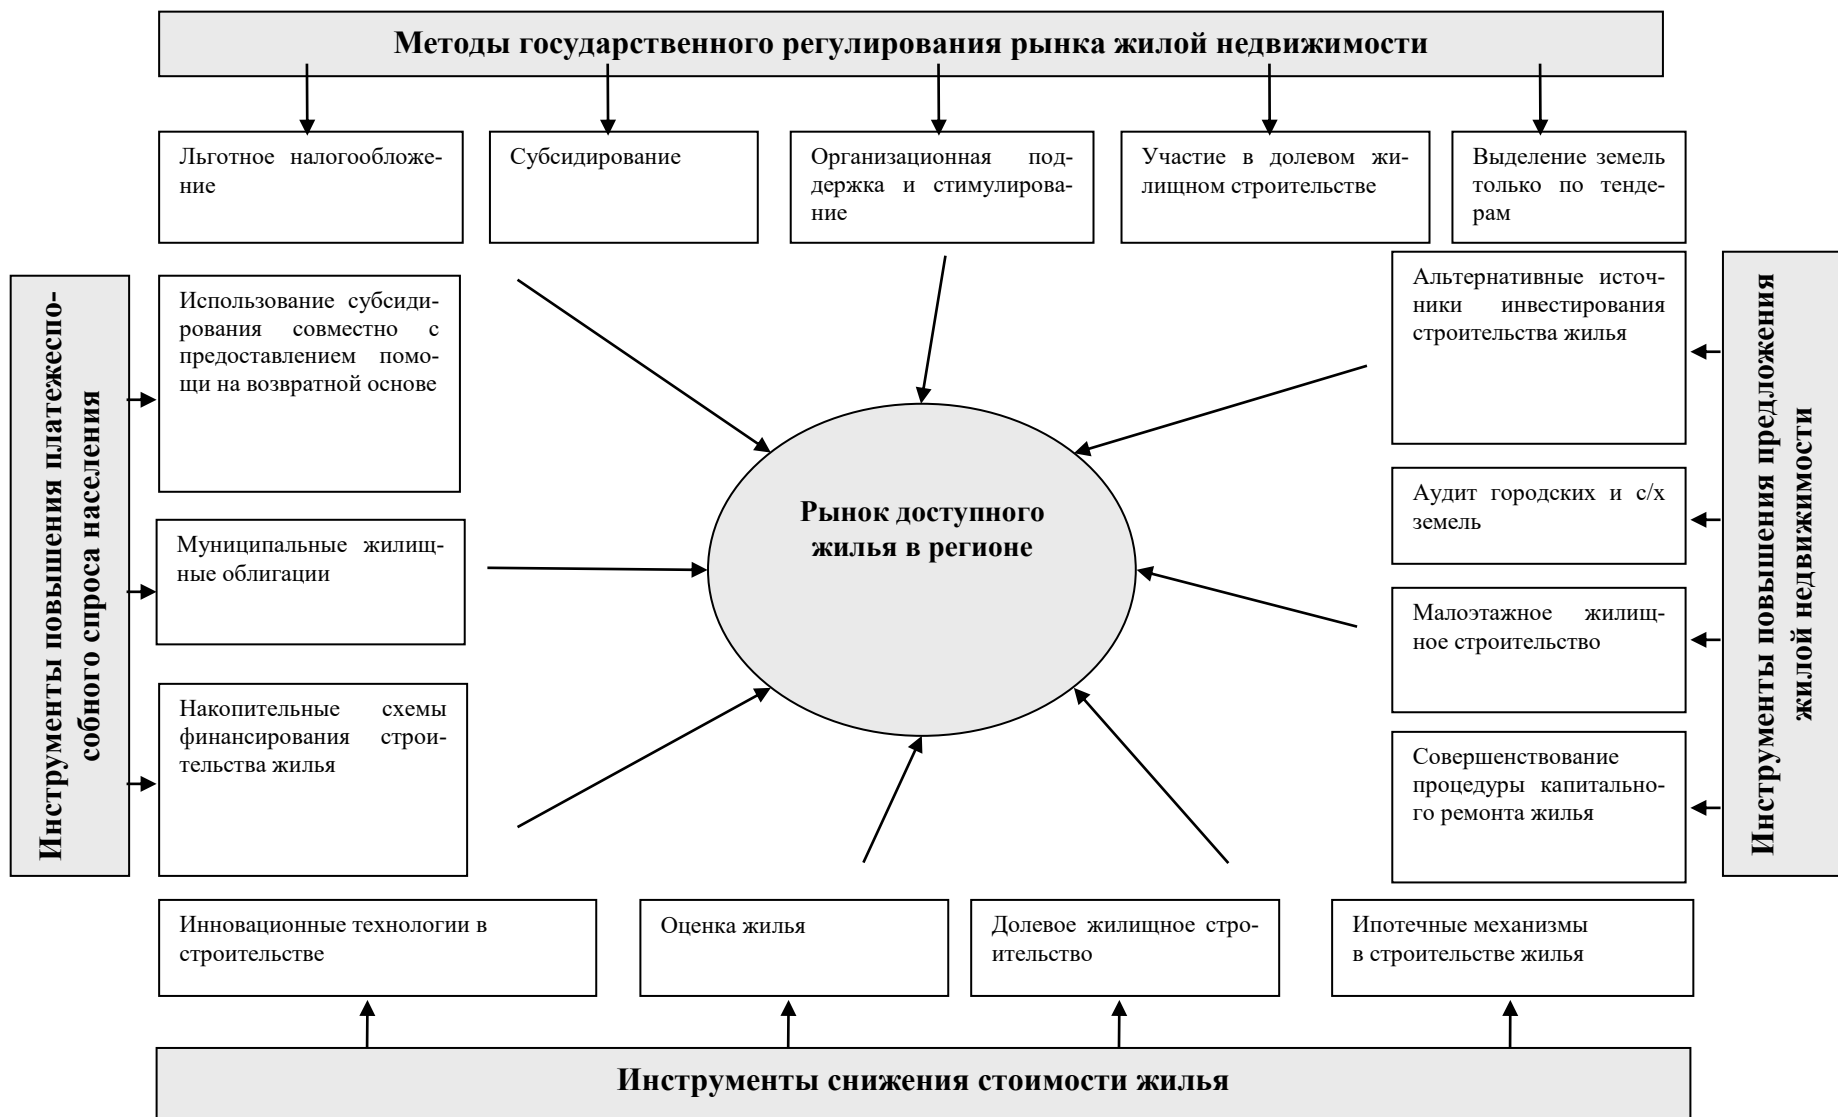 Методы государственного регулирования рынка жилой недвижимости
Льготное налогообложе-
ние
Субсидирование
Организационная под-
держка и стимулирова-
ние
Участие в долевом жи-
лищном строительстве
Выделение земель
только по тенде-
рам
Инструменты повышения платежеспо-
собного спроса населения
Использование субсиди-
рования совместно с
предоставлением помо-
щи на возвратной основе
Муниципальные жилищ-
ные облигации
Накопительные схемы
финансирования строи-
тельства жилья
Рынок доступного
жилья в регионе
Альтернативные источ-
ники инвестирования
строительства жилья
Аудит городских и с/х
земель
Малоэтажное жилищ-
ное строительство
Совершенствование
процедуры капитально-
го ремонта жилья
Инструменты повышения предложения
жилой недвижимости
Инновационные технологии в
строительстве
Оценка жилья
Долевое жилищное стро-
ительство
Ипотечные механизмы
в строительстве жилья
Инструменты снижения стоимости жилья